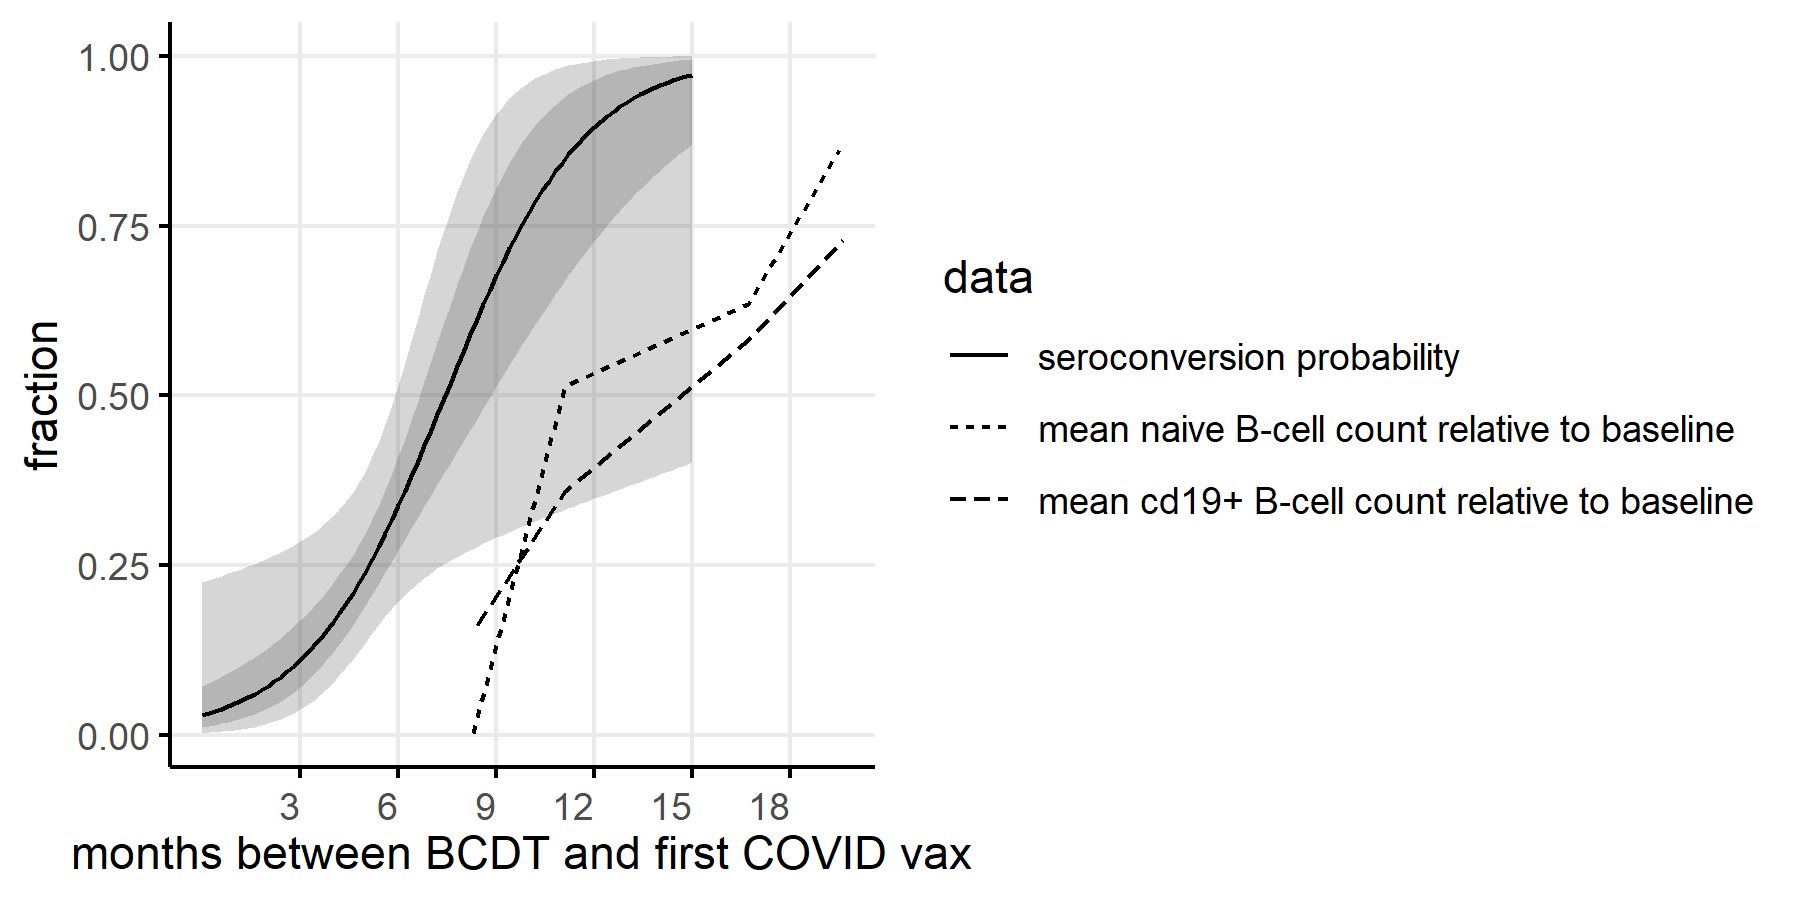 1.00
0.75
0.50
0.25
0.00
fraction
3 6 9 12 15 18
months between BCDT and first COVID vax
data
seroconversion probability
mean naive B-cell count relative to baseline
mean cd19+ B-cell count relative to baseline